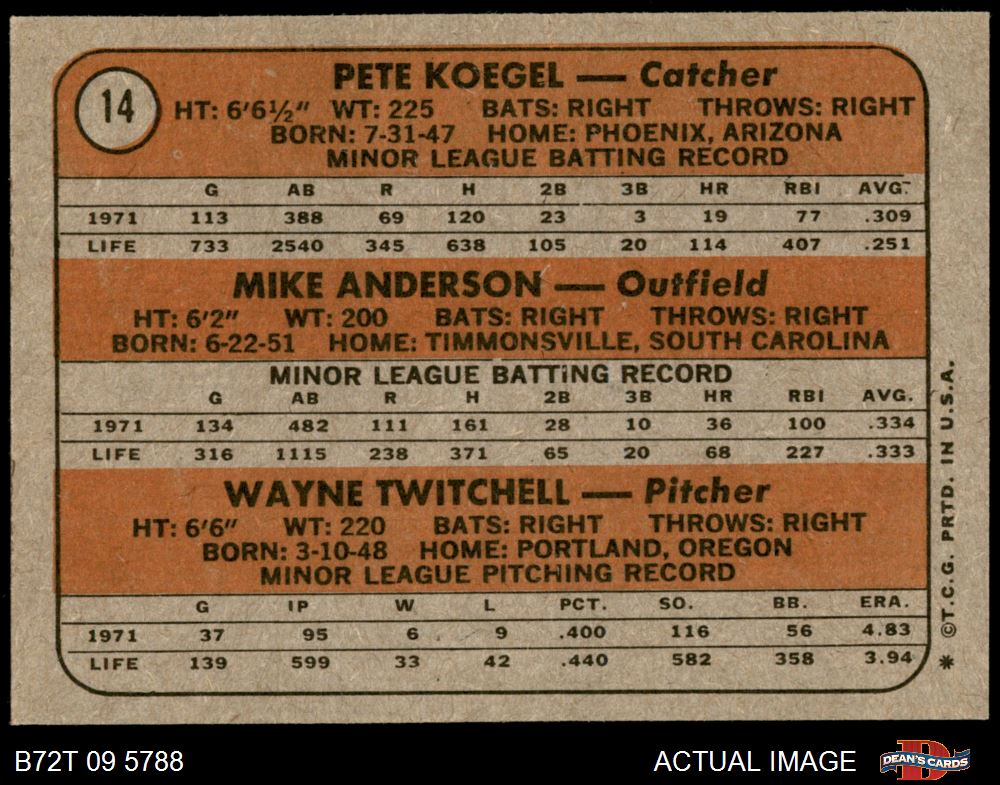 14
PETE KOEGEL — Catcher
HT: 6'6½" WT: 225 BATS: RIGHT THROWS: RIGHT
BORN: 7-31-47 HOME: PHOENIX, ARIZONA
MINOR LEAGUE BATTING RECORD
G AB R H 2B 3B HR RBI AVG.
1971 113 388 69 120 23 3 19 77 .309
LIFE 733 2540 345 638 105 20 114 407 .251
MIKE ANDERSON — Outfield
HT: 6'2" WT: 200 BATS: RIGHT THROWS: RIGHT
BORN: 6-22-51 HOME: TIMMONSVILLE, SOUTH CAROLINA
MINOR LEAGUE BATTING RECORD
G AB R H 2B 3B HR RBI AVG.
1971 134 482 111 161 28 10 36 100 .334
LIFE 316 1115 238 371 65 20 68 227 .333
WAYNE TWITCHELL — Pitcher
HT: 6'6" WT: 220 BATS: RIGHT THROWS: RIGHT
BORN: 3-10-48 HOME: PORTLAND, OREGON
MINOR LEAGUE PITCHING RECORD
G IP W L PCT. SO. BB. ERA.
1971 37 95 6 9 .400 116 56 4.83
LIFE 139 599 33 42 .440 582 358 3.94
* ©T.C.G. PRTD. IN U.S.A.
B72T 09 5788 ACTUAL IMAGE D DEAN'S CARDS